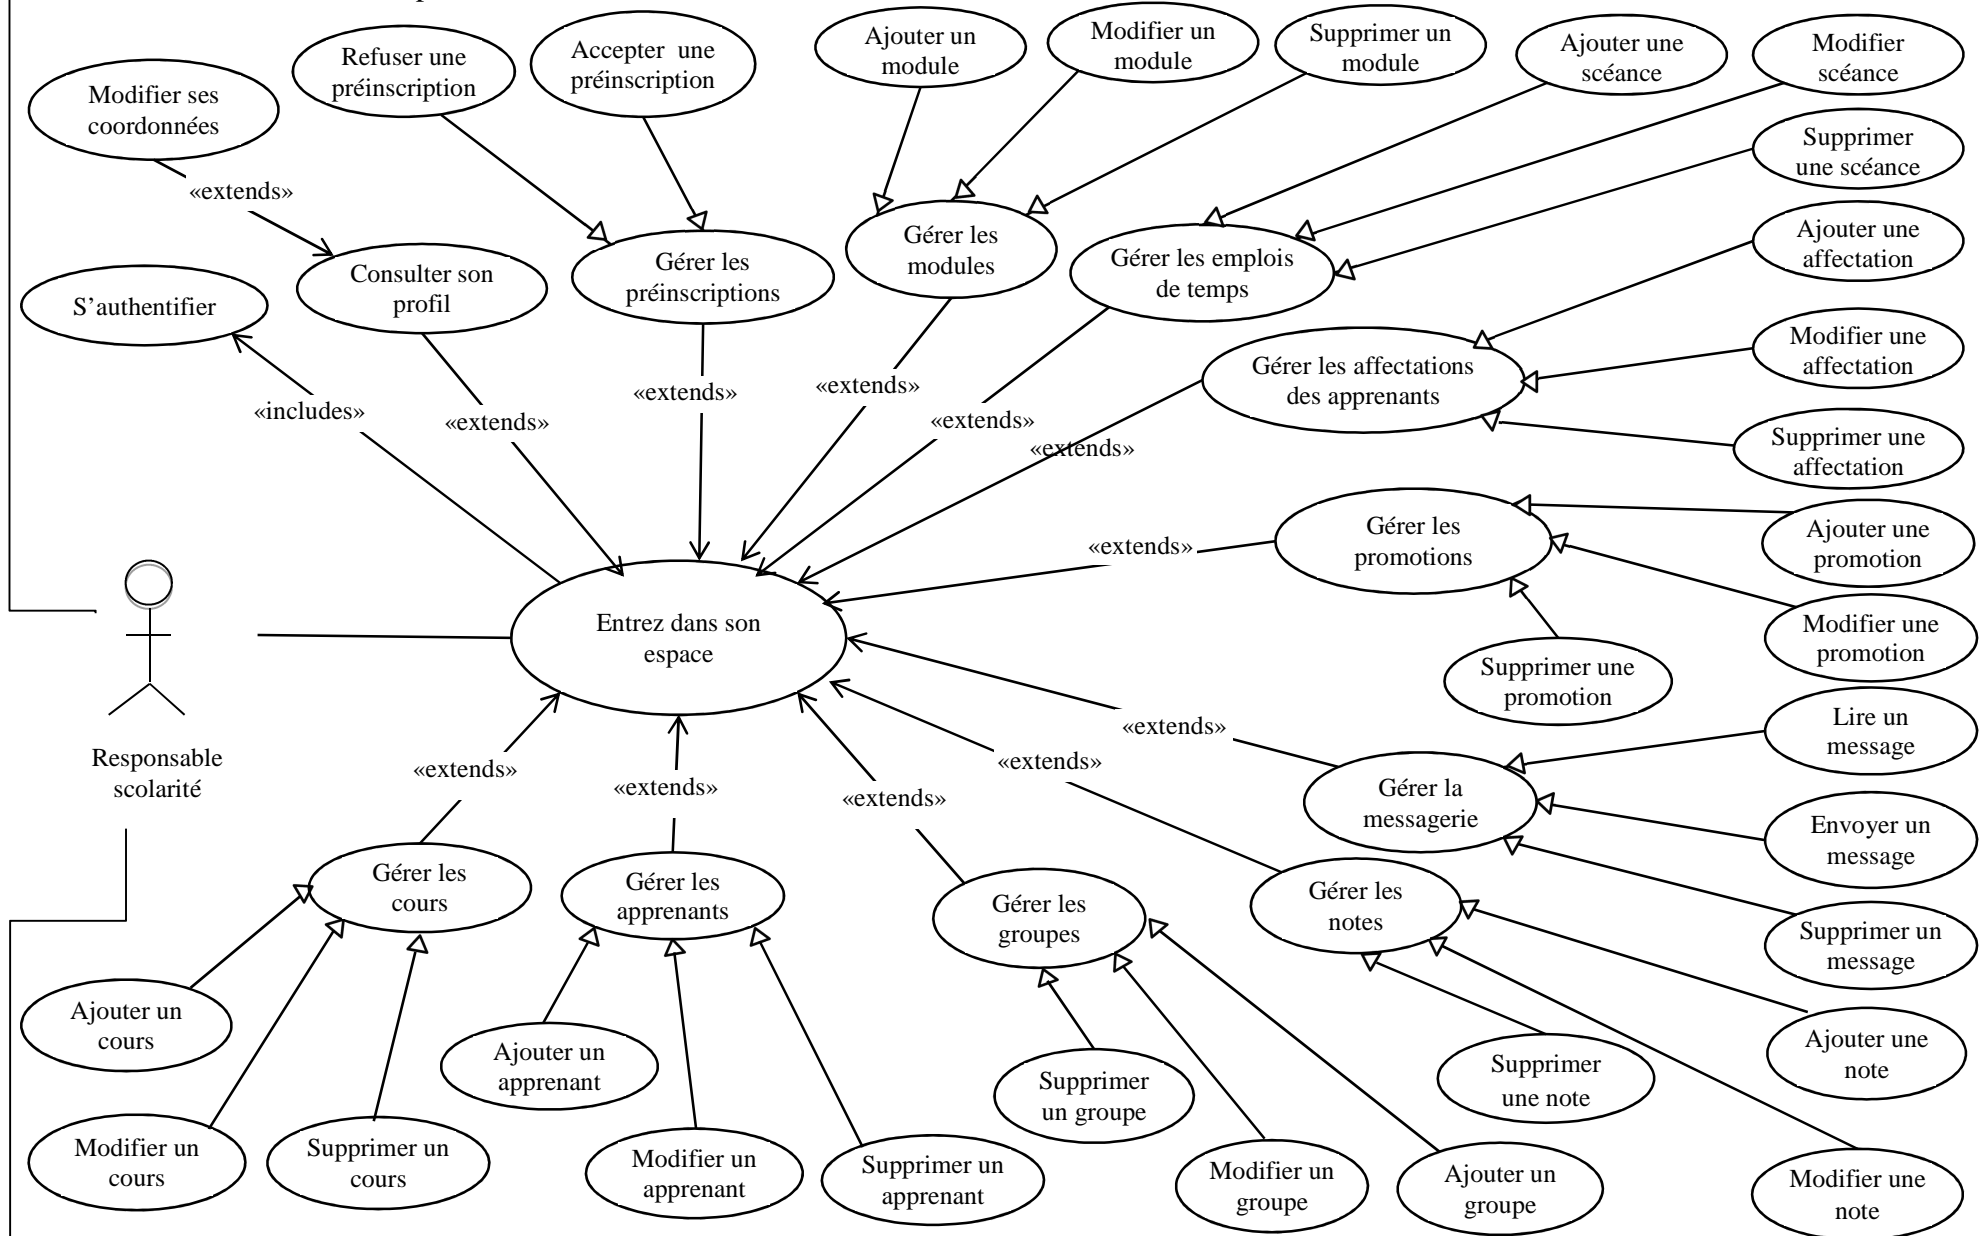 Refuser une
préinscription
Accepter  une
préinscription
Ajouter un
module
Modifier un
module
Supprimer un
module
Ajouter une
scéance
Modifier
scéance
Modifier ses
coordonnées
Supprimer
une scéance
«extends»
Ajouter une
affectation
Consulter son
profil
Gérer les
préinscriptions
Gérer les
modules
Gérer les emplois
de temps
S’authentifier
Modifier une
affectation
Gérer les affectations
des apprenants
«includes»
«extends»
«extends»
«extends»
«extends»
«extends»
Supprimer une
affectation
Gérer les
promotions
«extends»
Ajouter une
promotion
Entrez dans son
espace
Modifier une
promotion
Supprimer une
promotion
Responsable
scolarité
«extends»
«extends»
«extends»
«extends»
«extends»
Lire un
message
Gérer la
messagerie
Envoyer un
message
Gérer les
cours
Gérer les
apprenants
Gérer les
groupes
Gérer les
notes
Supprimer un
message
Ajouter un
cours
Ajouter un
apprenant
Supprimer
un groupe
Supprimer
une note
Ajouter une
note
Modifier un
cours
Supprimer un
cours
Modifier un
apprenant
Supprimer un
apprenant
Modifier un
groupe
Ajouter un
groupe
Modifier une
note